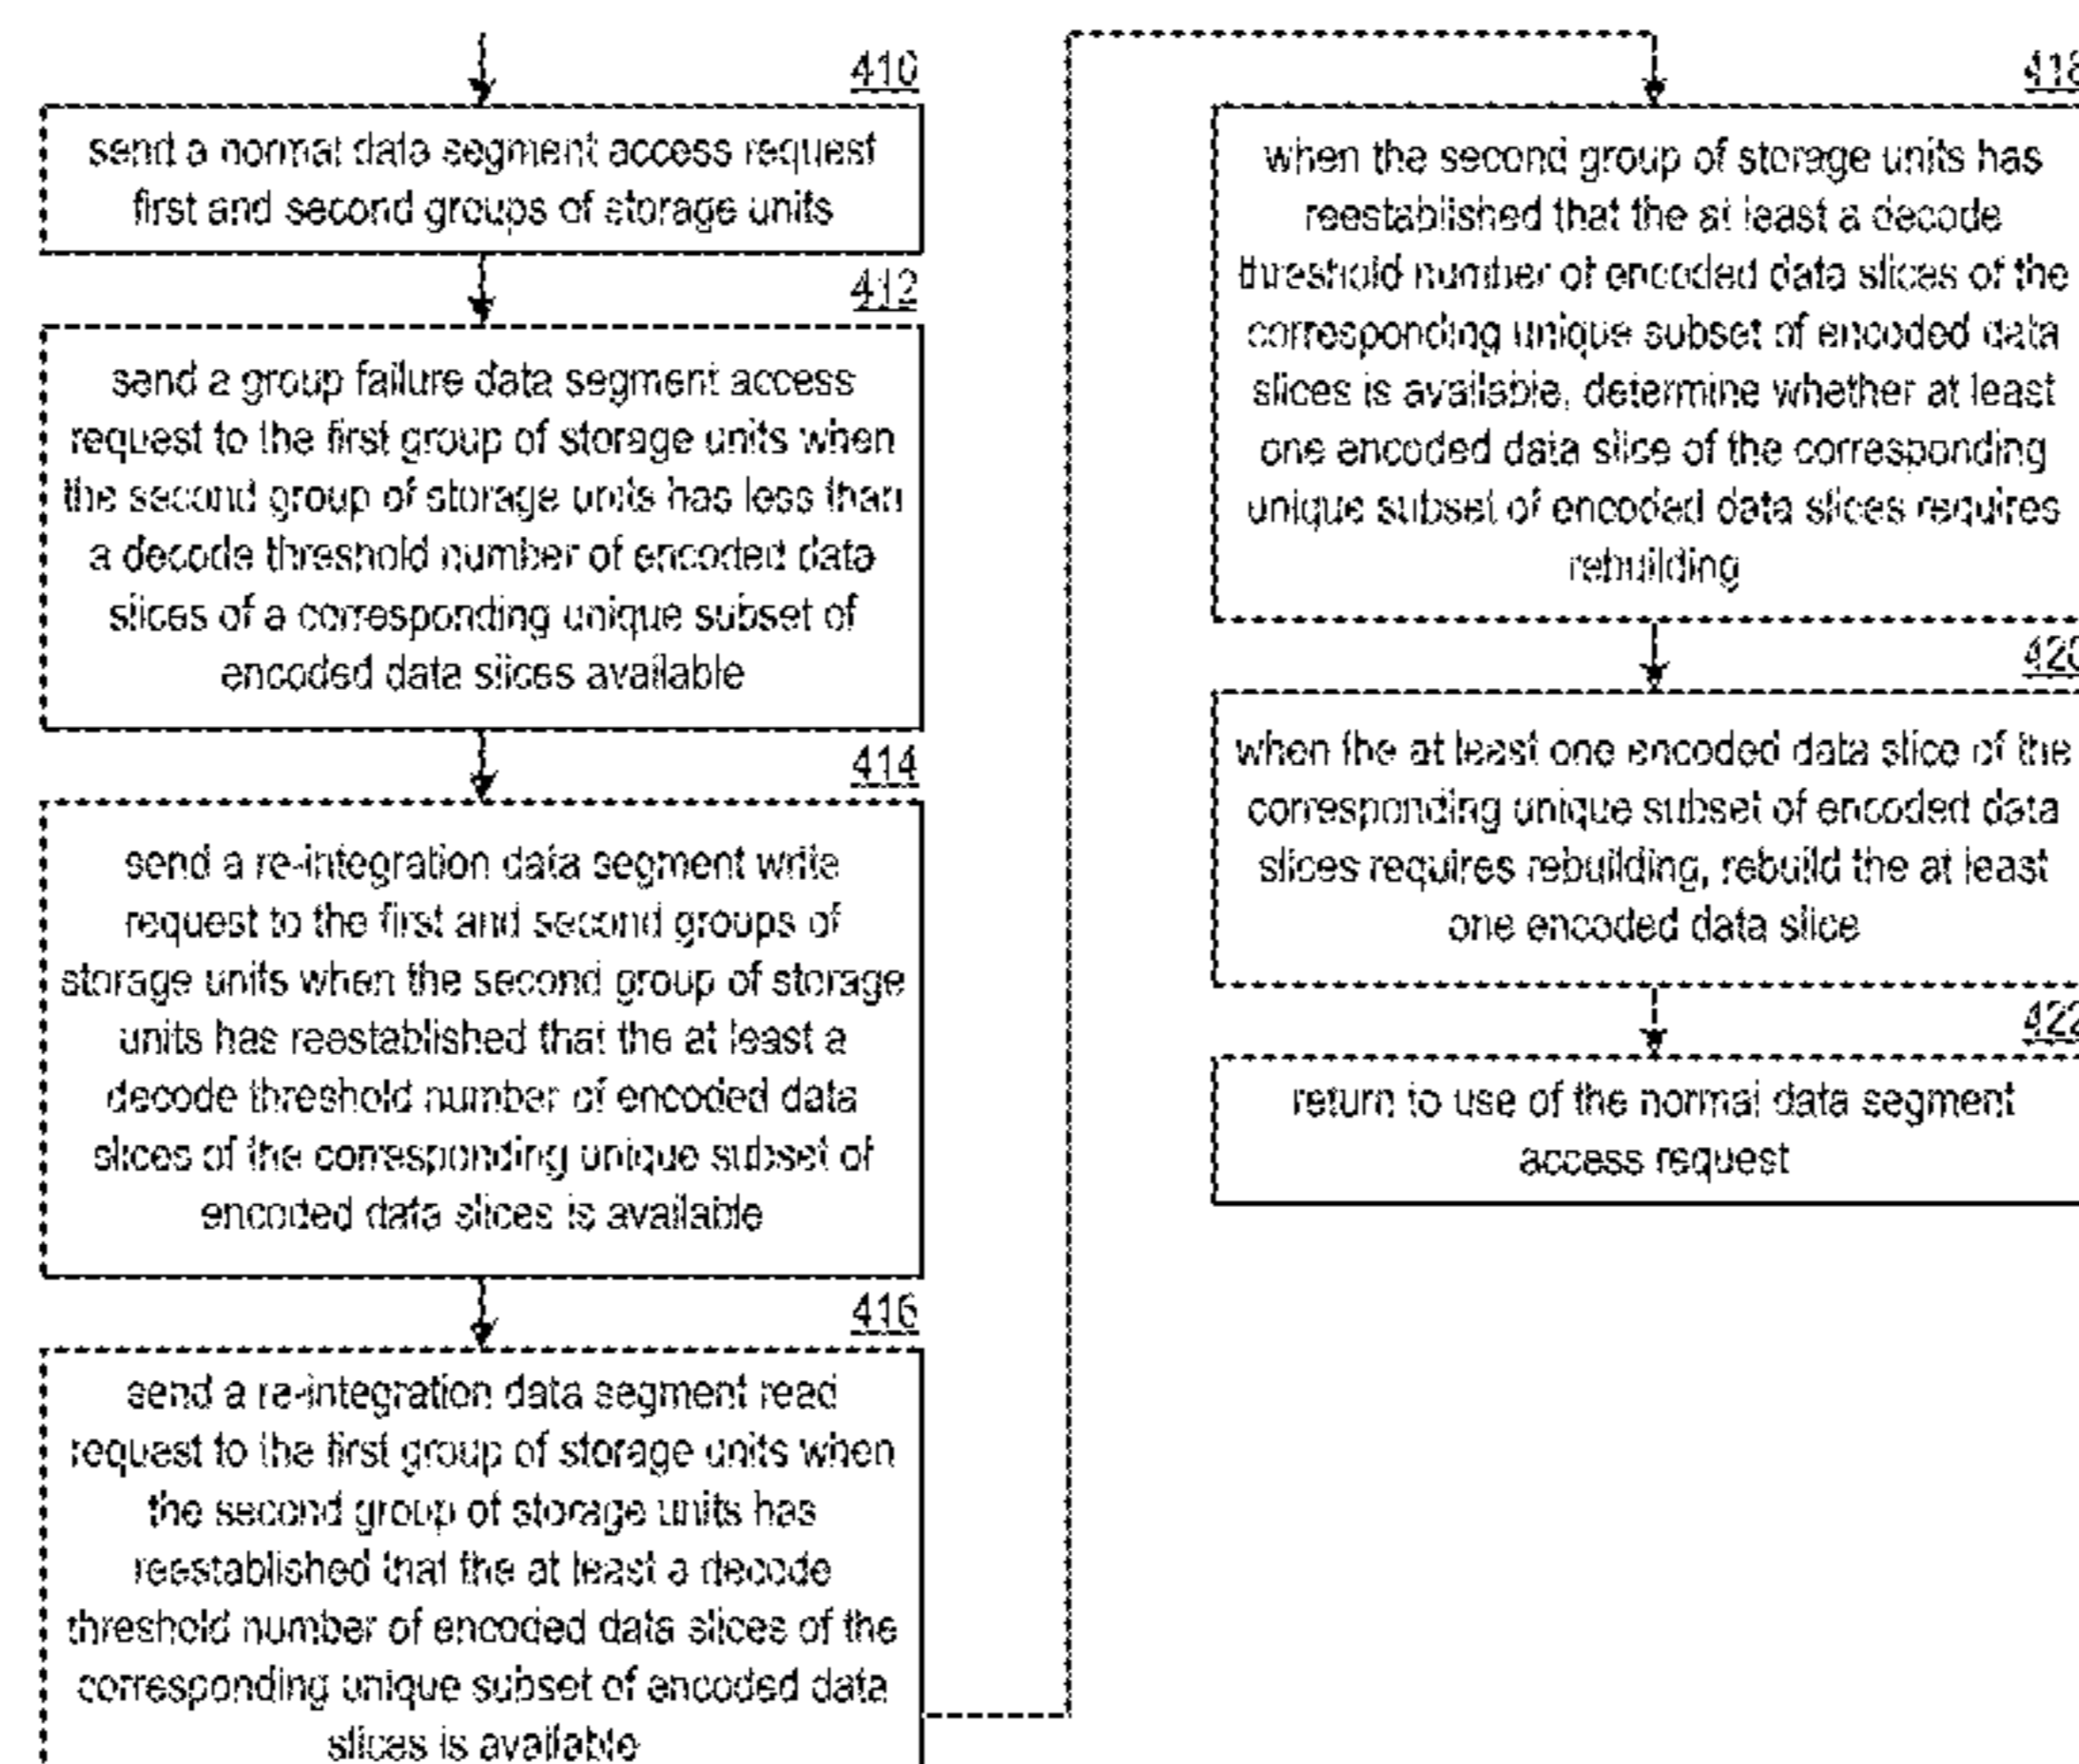 410
send a normal data segment access request
first and second groups of storage units
412
send a group failure data segment access
request to the first group of storage units when
the second group of storage units has less than
a decode threshold number of encoded data
slices of a corresponding unique subset of
encoded data slices available
414
send a re-integration data segment write
request to the first and second groups of
storage units when the second group of storage
units has reestablished that the at least a
decode threshold number of encoded data
slices of the corresponding unique subset of
encoded data slices is available
416
send a re-integration data segment read
request to the first group of storage units when
the second group of storage units has
reestablished that the at least a decode
threshold number of encoded data slices of the
corresponding unique subset of encoded data
slices is available
418
when the second group of storage units has
reestablished that the at least a decode
threshold number of encoded data slices of the
corresponding unique subset of encoded data
slices is available, determine whether at least
one encoded data slice of the corresponding
unique subset of encoded data slices requires
rebuilding
420
when the at least one encoded data slice of the
corresponding unique subset of encoded data
slices requires rebuilding, rebuild the at least
one encoded data slice
422
return to use of the normal data segment
access request